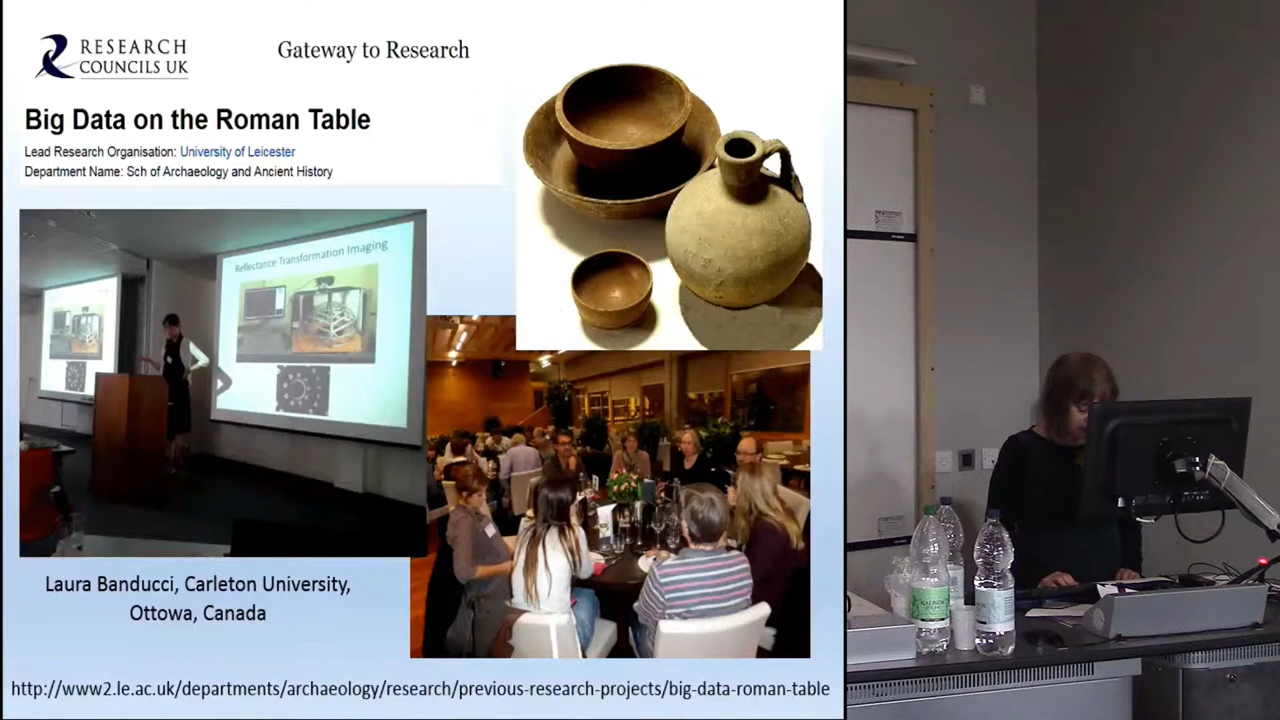 RESEARCH
COUNCILS UK
Gateway to Research
Big Data on the Roman Table
Lead Research Organisation: University of Leicester
Department Name: Sch of Archaeology and Ancient History
Reflectance Transformation Imaging
Laura Banducci, Carleton University,
Ottowa, Canada
http://www2.le.ac.uk/departments/archaeology/research/previous-research-projects/big-data-roman-table